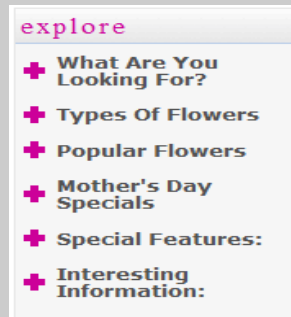 explore
What Are You
Looking For?
Types Of Flowers
Popular Flowers
Mother's Day
Specials
Special Features:
Interesting
Information: